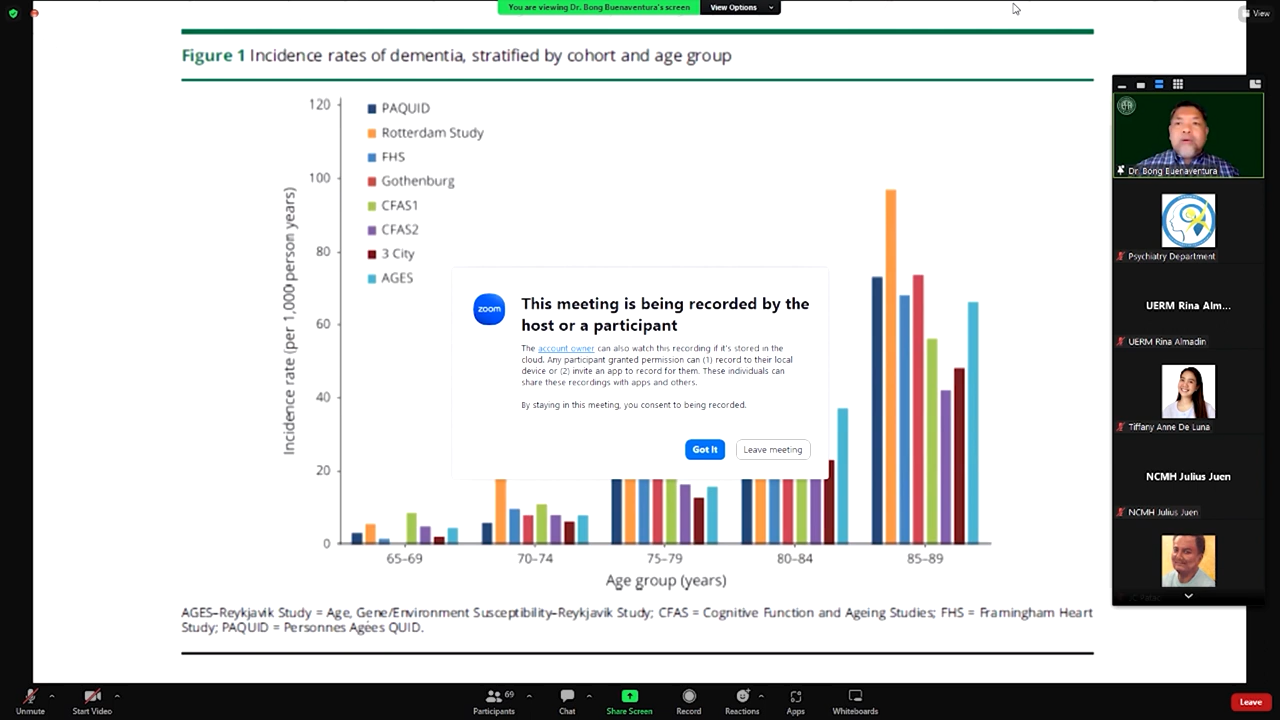 You are viewing Dr. Bong Buenaventura's screen
View Options
View
Figure 1 Incidence rates of dementia, stratified by cohort and age group
120
100
80
60
40
20
0
Incidence rate (per 1,000 person years)
PAQUID
Rotterdam Study
FHS
Gothenburg
CFAS1
CFAS2
3 City
AGES
zoom
This meeting is being recorded by the
host or a participant
The account owner can also watch this recording if it's stored in the
cloud. Any participant granted permission can (1) record to their local
device or (2) invite an app to record for them. These individuals can
share these recordings with apps and others.
By staying in this meeting, you consent to being recorded.
Got it
Leave meeting
65–69
70–74
75–79
80–84
85–89
Age group (years)
AGES–Reykjavik Study = Age, Gene/Environment Susceptibility–Reykjavik Study; CFAS = Cognitive Function and Ageing Studies; FHS = Framingham Heart
Study; PAQUID = Personnes Agées QUID.
Dr. Bong Buenaventura
Psychiatry Department
UERM Rina Alm...
UERM Rina Almadin
Tiffany Anne De Luna
NCMH Julius Juen
NCMH Julius Juen
Unmute
Start Video
69
Participants
Chat
Share Screen
Record
Reactions
Apps
Whiteboards
Leave